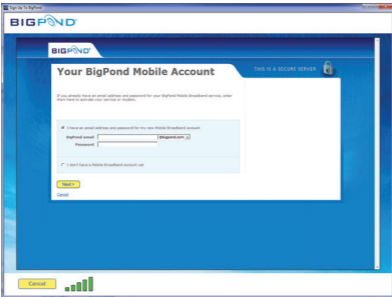 Sign Up To BigPond
BIGPOND
BIGPOND
Your BigPond Mobile Account
THIS IS A SECURE SERVER
If you already have an email address and password for your BigPond Mobile Broadband service, enter
them here to activate your service or modem.
I have an email address and password for my new Mobile Broadband account
BigPond email: @bigpond.com
Password:
I don't have a Mobile Broadband account yet
Next >
Cancel
Cancel